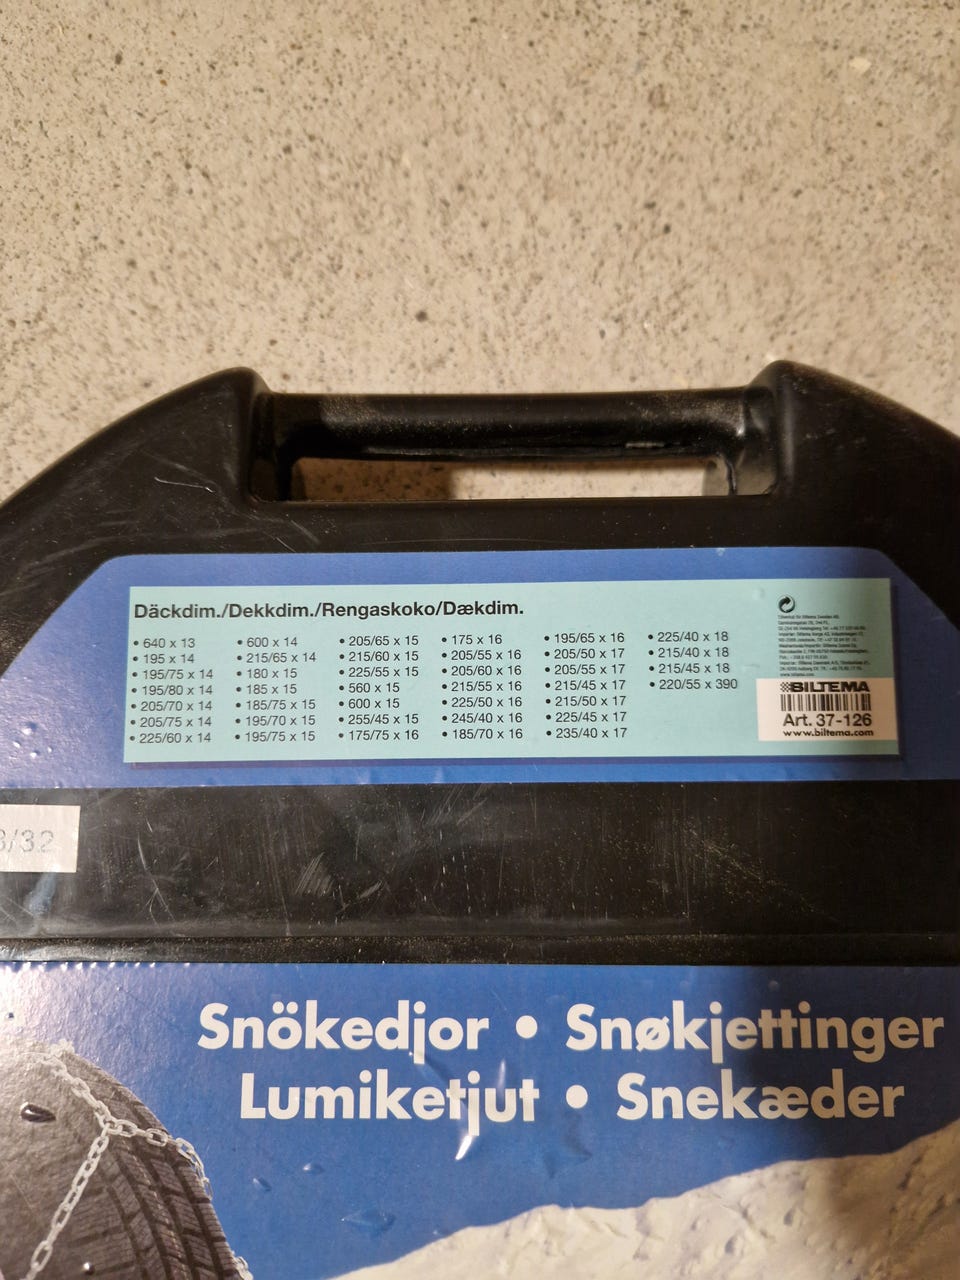 Däckdim./Dekkdim./Rengaskoko/Dækdim.
• 640 x 13
• 195 x 14
• 195/75 x 14
• 195/80 x 14
• 205/70 x 14
• 205/75 x 14
• 225/60 x 14
• 600 x 14
• 215/65 x 14
• 180 x 15
• 185 x 15
• 185/75 x 15
• 195/70 x 15
• 195/75 x 15
• 205/65 x 15
• 215/60 x 15
• 225/55 x 15
• 560 x 15
• 600 x 15
• 255/45 x 15
• 175/75 x 16
• 175 x 16
• 205/55 x 16
• 205/60 x 16
• 215/55 x 16
• 225/50 x 16
• 245/40 x 16
• 185/70 x 16
• 195/65 x 16
• 205/50 x 17
• 205/55 x 17
• 215/45 x 17
• 215/50 x 17
• 225/45 x 17
• 235/40 x 17
• 225/40 x 18
• 215/40 x 18
• 215/45 x 18
• 220/55 x 390
BILTEMA
Art. 37-126
www.biltema.com
/32
Snökedjor • Snøkjettinger
Lumiketjut • Snekæder